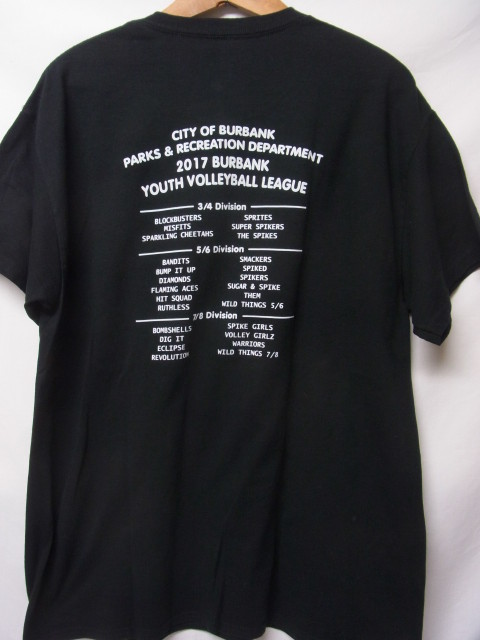 CITY OF BURBANK
PARKS & RECREATION DEPARTMENT
2017 BURBANK
YOUTH VOLLEYBALL LEAGUE
3/4 Division
BLOCKBUSTERS SPRITES
MISFITS SUPER SPIKERS
SPARKLING CHEETAHS THE SPIKES
5/6 Division
BANDITS SMACKERS
BUMP IT UP SPIKED
DIAMONDS SPIKERS
FLAMING ACES SUGAR & SPIKE
HIT SQUAD THEM
RUTHLESS WILD THINGS 5/6
7/8 Division
BOMBSHELLS SPIKE GIRLS
DIG IT VOLLEY GIRLZ
ECLIPSE WARRIORS
REVOLUTION WILD THINGS 7/8